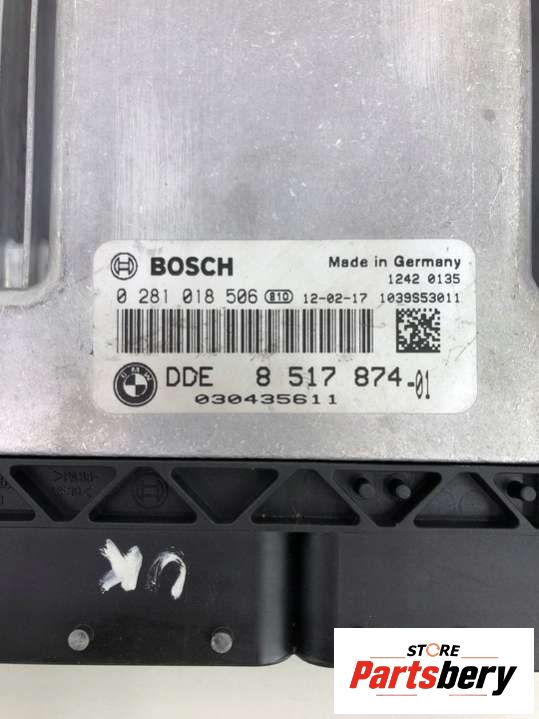 BOSCH
Made in Germany
1242 0135
0 281 018 506 810 12-02-17 1039S53011
BMW
DDE 8 517 874-01
030435611
UK
STORE
Partsbery